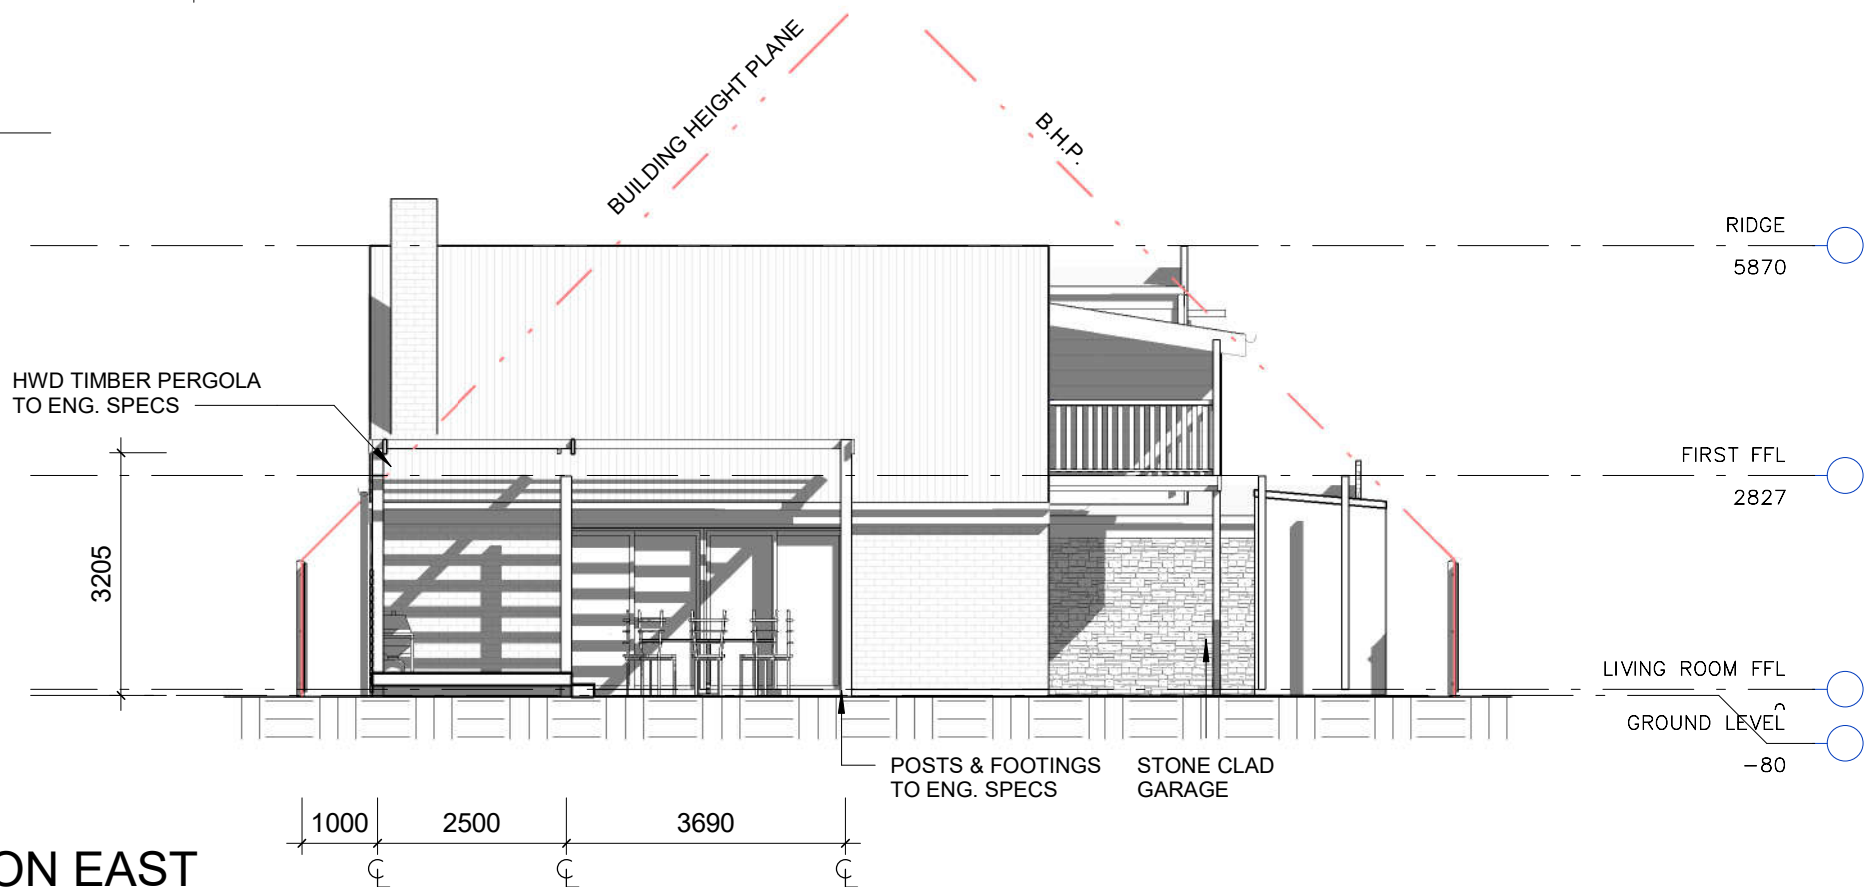 BUILDING HEIGHT PLANE
B.H.P.
RIDGE
5870
HWD TIMBER PERGOLA
TO ENG. SPECS
FIRST FFL
2827
3205
LIVING ROOM FFL
GROUND LEVEL
-80
POSTS & FOOTINGS
TO ENG. SPECS
STONE CLAD
GARAGE
1000
2500
3690
ON EAST